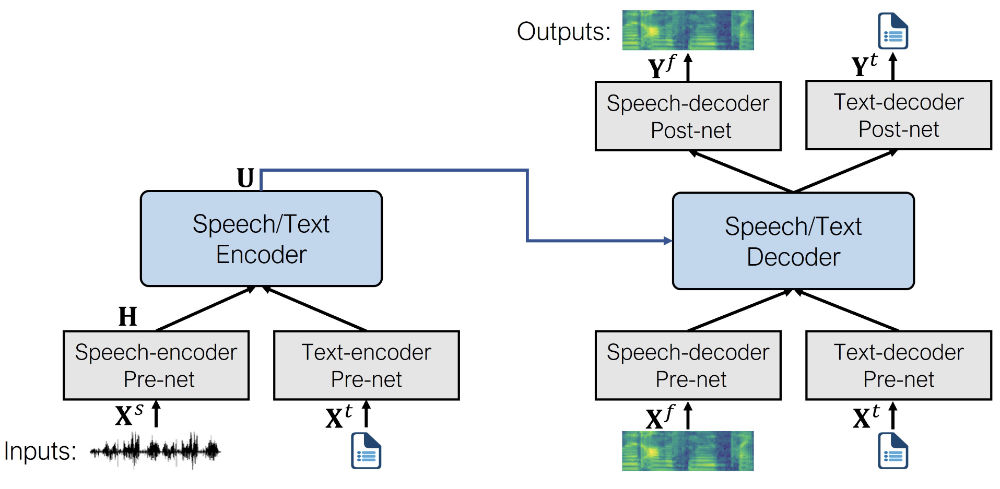 Outputs:
Y^f
Y^t
Speech-decoder
Post-net
Text-decoder
Post-net
U
Speech/Text
Encoder
Speech/Text
Decoder
H
Speech-encoder
Pre-net
Text-encoder
Pre-net
Speech-decoder
Pre-net
Text-decoder
Pre-net
X^s
X^t
X^f
X^t
Inputs: